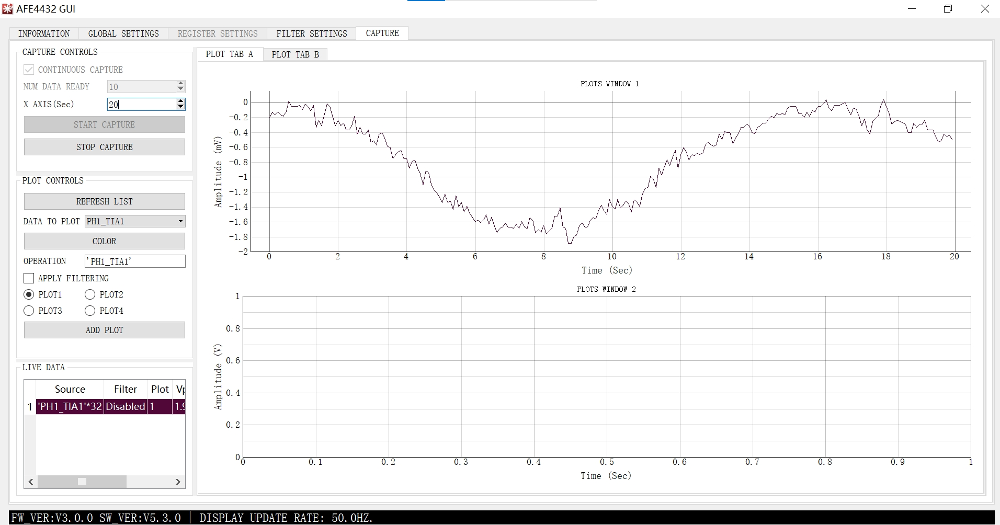 AFE4432 GUI
INFORMATION
GLOBAL SETTINGS
REGISTER SETTINGS
FILTER SETTINGS
CAPTURE
CAPTURE CONTROLS
CONTINUOUS CAPTURE
NUM DATA READY 10
X AXIS(Sec) 20
START CAPTURE
STOP CAPTURE
PLOT CONTROLS
REFRESH LIST
DATA TO PLOT PH1_TIA1
COLOR
OPERATION 'PH1_TIA1'
APPLY FILTERING
PLOT1 PLOT2
PLOT3 PLOT4
ADD PLOT
LIVE DATA
Source Filter Plot
1 'PH1_TIA1'*32 Disabled 1
PLOT TAB A
PLOT TAB B
PLOTS WINDOW 1
Amplitude (mV)
0
-0.2
-0.4
-0.6
-0.8
-1
-1.2
-1.4
-1.6
-1.8
-2
0 2 4 6 8 10 12 14 16 18 20
Time (Sec)
PLOTS WINDOW 2
Amplitude (V)
1
0.8
0.6
0.4
0.2
0
0 0.1 0.2 0.3 0.4 0.5 0.6 0.7 0.8 0.9 1
Time (Sec)
FW_VER:V3.0.0 SW_VER:V5.3.0 | DISPLAY UPDATE RATE: 50.0HZ.